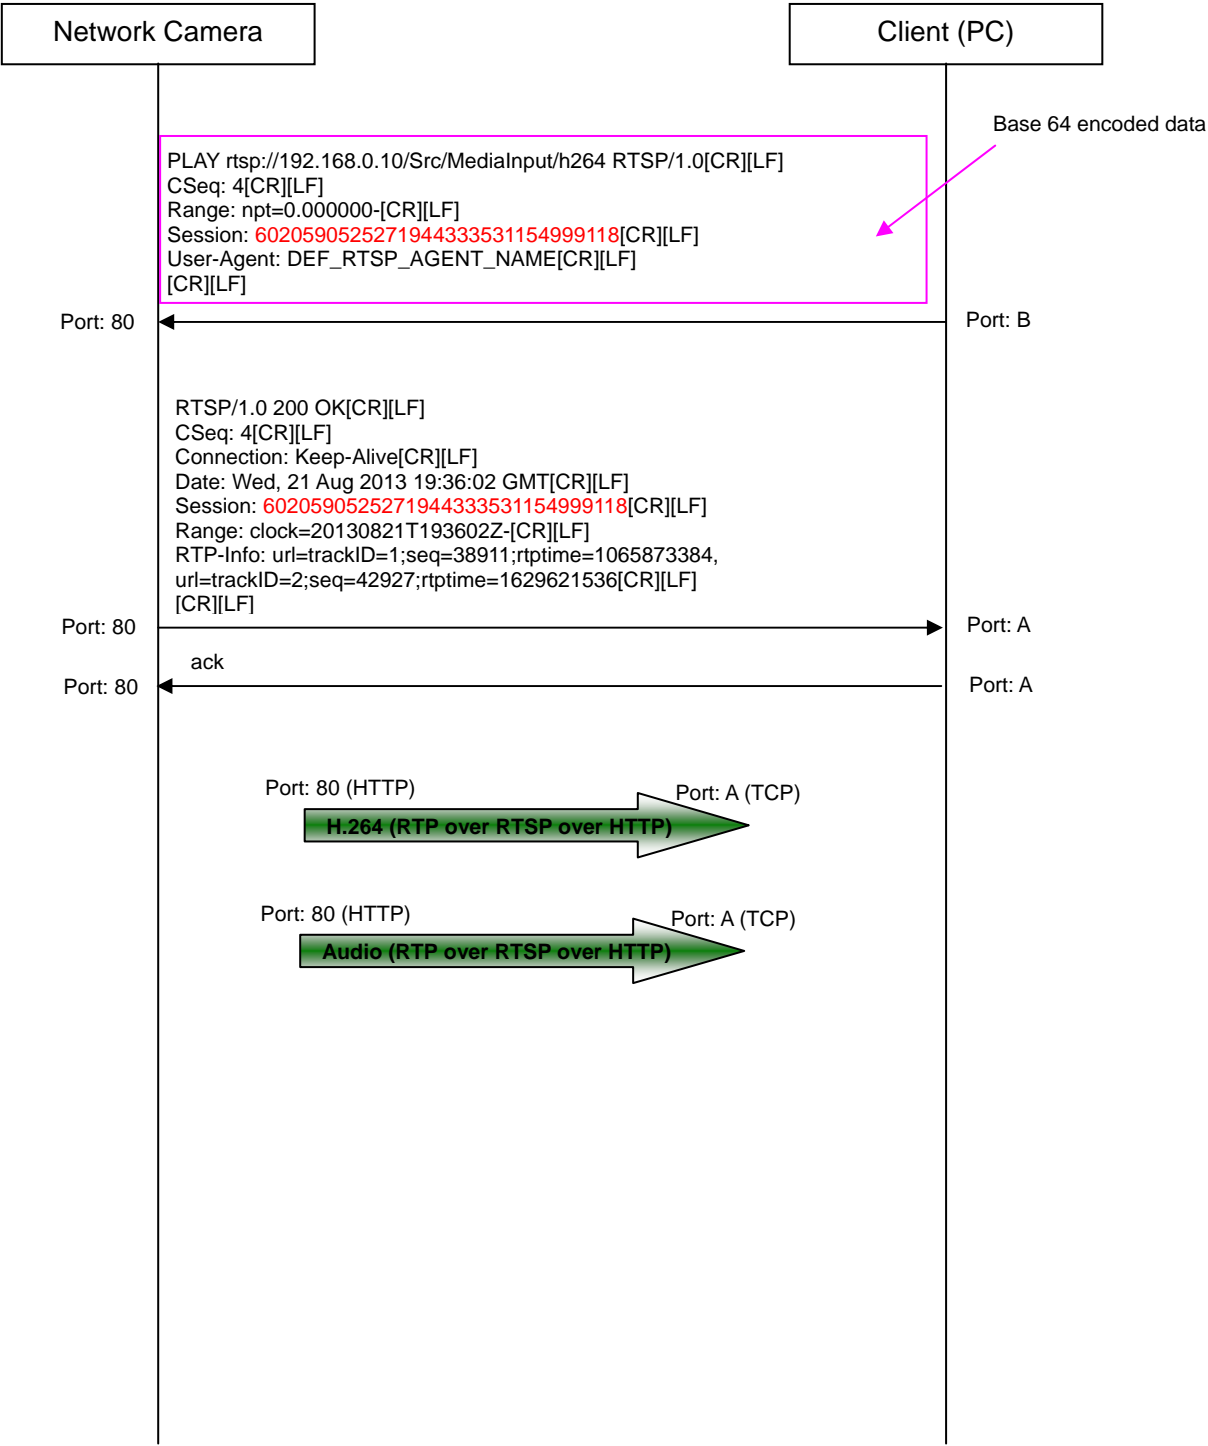 Network Camera
Client (PC)
Base 64 encoded data
PLAY rtsp://192.168.0.10/Src/MediaInput/h264 RTSP/1.0[CR][LF]
CSeq: 4[CR][LF]
Range: npt=0.000000-[CR][LF]
Session: 60205905252719443335311549​99118[CR][LF]
User-Agent: DEF_RTSP_AGENT_NAME[CR][LF]
[CR][LF]
Port: 80
Port: B
RTSP/1.0 200 OK[CR][LF]
CSeq: 4[CR][LF]
Connection: Keep-Alive[CR][LF]
Date: Wed, 21 Aug 2013 19:36:02 GMT[CR][LF]
Session: 6020590525271944333531154999118[CR][LF]
Range: clock=20130821T193602Z-[CR][LF]
RTP-Info: url=trackID=1;seq=38911;rtptime=1065873384,
url=trackID=2;seq=42927;rtptime=1629621536[CR][LF]
[CR][LF]
Port: 80
Port: A
ack
Port: 80
Port: A
Port: 80 (HTTP)
Port: A (TCP)
H.264 (RTP over RTSP over HTTP)
Port: 80 (HTTP)
Port: A (TCP)
Audio (RTP over RTSP over HTTP)